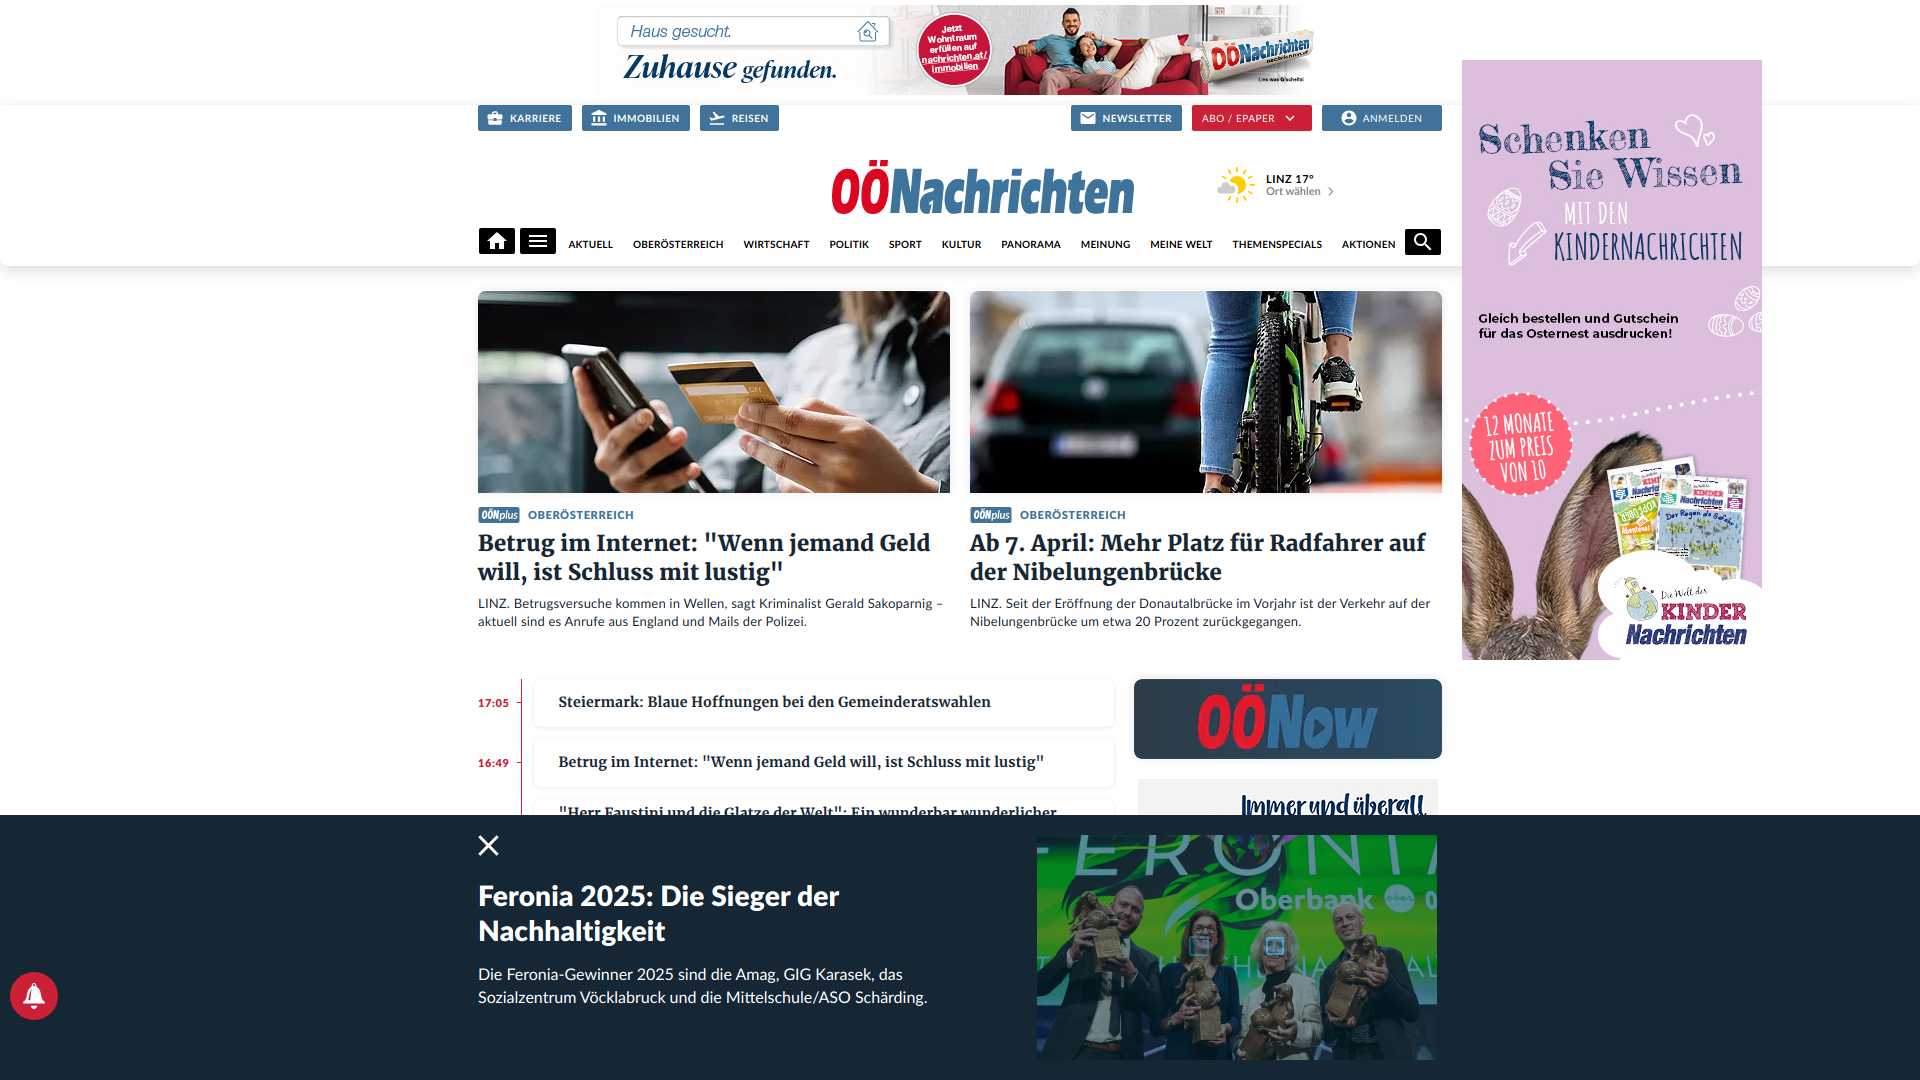 Haus gesucht.
Zuhause gefunden.
Jetzt
Wohntraum
erfüllen auf
nachrichten.at/
immobilien
OÖNachrichten
Lies was Gscheits!
KARRIERE
IMMOBILIEN
REISEN
NEWSLETTER
ABO / EPAPER
ANMELDEN
OÖNachrichten
LINZ 17°
Ort wählen
AKTUELL
OBERÖSTERREICH
WIRTSCHAFT
POLITIK
SPORT
KULTUR
PANORAMA
MEINUNG
MEINE WELT
THEMENSPECIALS
AKTIONEN
Schenken
Sie Wissen
MIT DEN
KINDERNACHRICHTEN
Gleich bestellen und Gutschein
für das Osternest ausdrucken!
12 MONATE
ZUM PREIS
VON 10
Die Welt der
KINDER
Nachrichten
OÖNplus OBERÖSTERREICH
Betrug im Internet: "Wenn jemand Geld
will, ist Schluss mit lustig"
LINZ. Betrugsversuche kommen in Wellen, sagt Kriminalist Gerald Sakoparnig –
aktuell sind es Anrufe aus England und Mails der Polizei.
OÖNplus OBERÖSTERREICH
Ab 7. April: Mehr Platz für Radfahrer auf
der Nibelungenbrücke
LINZ. Seit der Eröffnung der Donautalbrücke im Vorjahr ist der Verkehr auf der
Nibelungenbrücke um etwa 20 Prozent zurückgegangen.
17:05
Steiermark: Blaue Hoffnungen bei den Gemeinderatswahlen
16:49
Betrug im Internet: "Wenn jemand Geld will, ist Schluss mit lustig"
"Herr Faustini und die Glatze der Welt": Ein wunderbar wunderlicher
OÖNow
Immer und überall
Feronia 2025: Die Sieger der
Nachhaltigkeit
Die Feronia-Gewinner 2025 sind die Amag, GIG Karasek, das
Sozialzentrum Vöcklabruck und die Mittelschule/ASO Schärding.
FERONIA
Oberbank